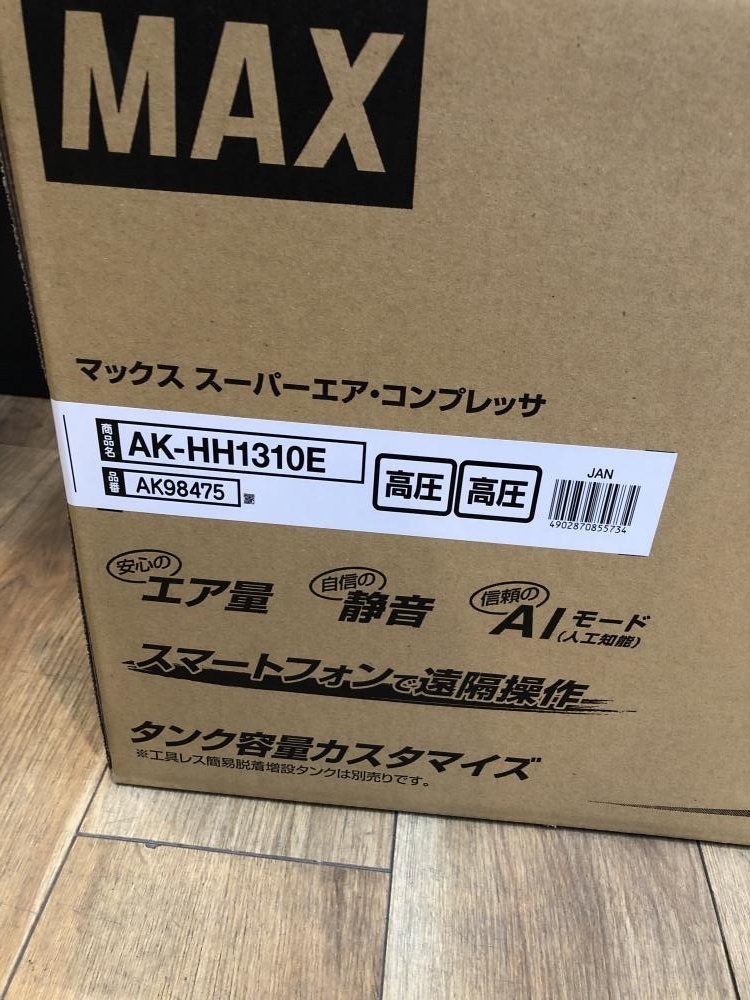 MAX
マックス スーパーエア・コンプレッサ
商品名 AK-HH1310E
品番 AK98475
高圧 高圧
JAN
4902870855734
安心の エア量
自信の 静音
信頼の AIモード
(人工知能)
スマートフォンで遠隔操作
タンク容量カスタマイズ
※工具レス簡易脱着増設タンクは別売りです。